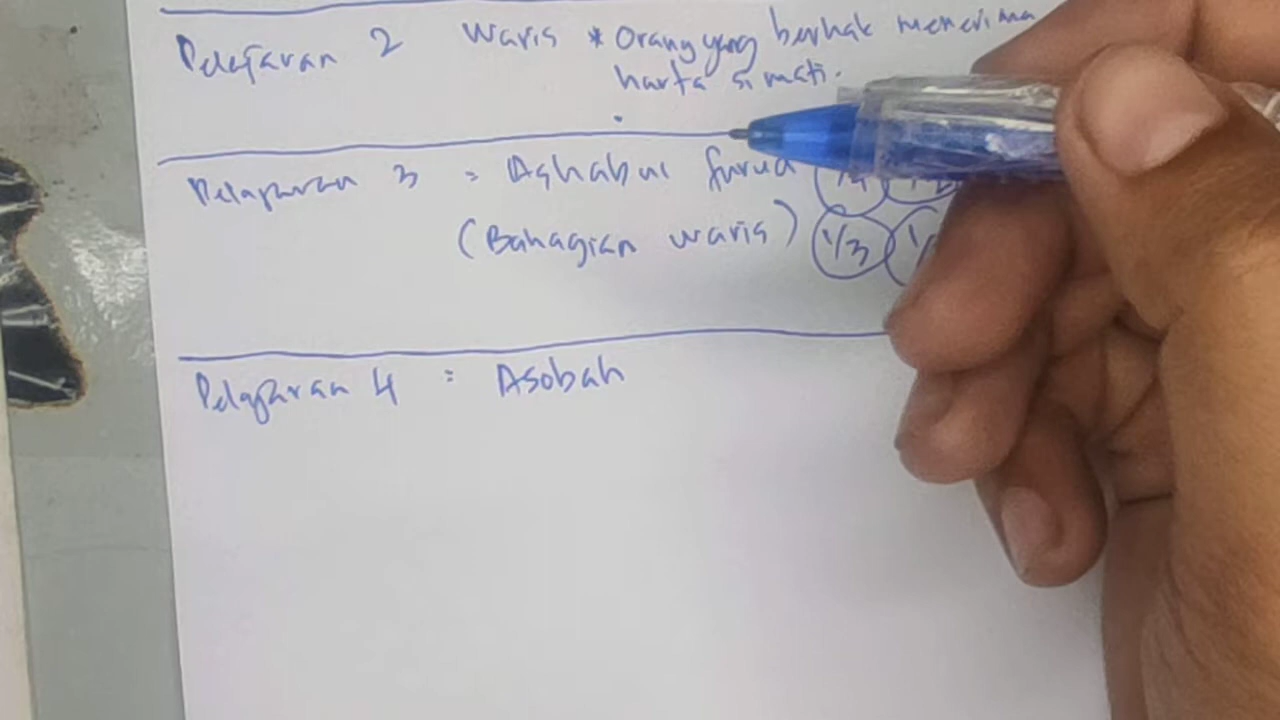 Pelajaran 2 Waris * Orang yang berhak menerima
harta si mati.
Pelajaran 3 = Ashabul furud
(Bahagian waris) 1/3
Pelajaran 4 = Asobah